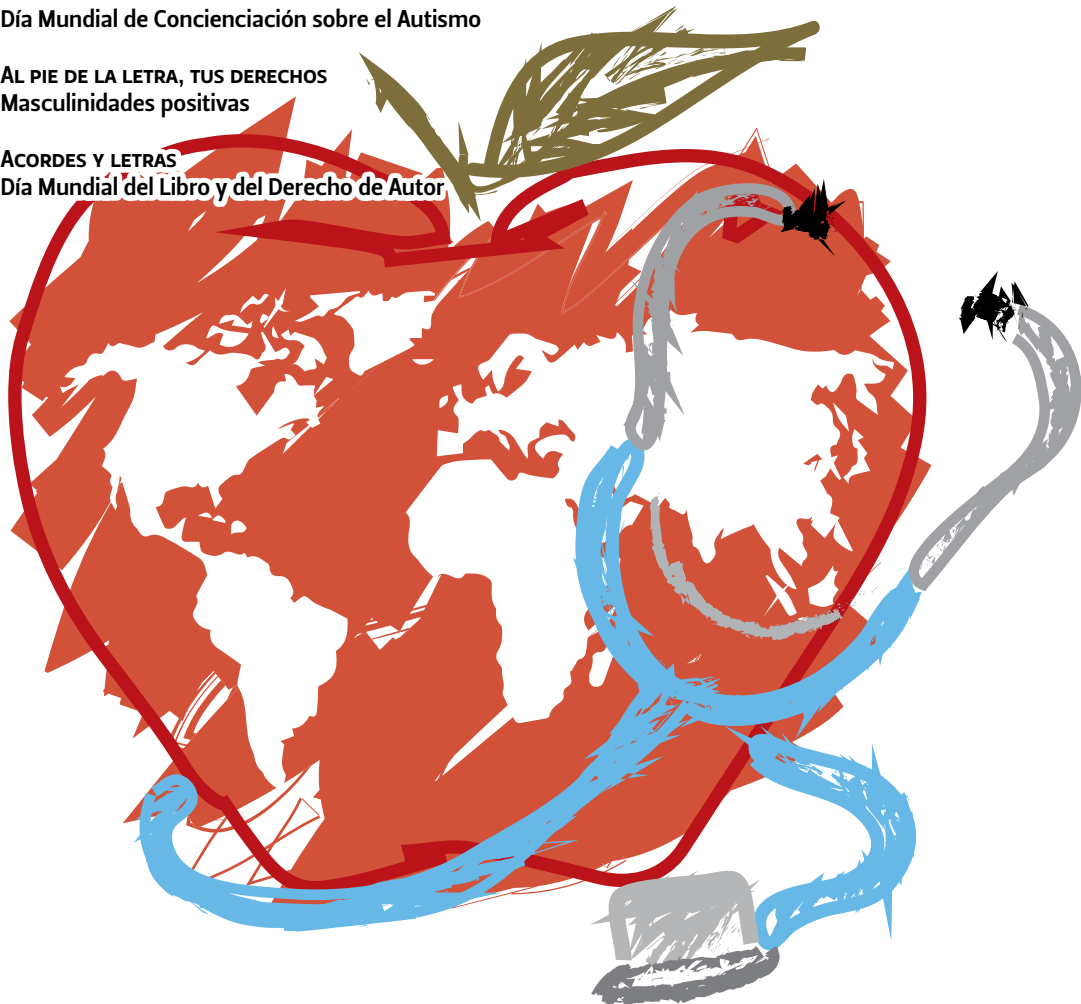 Día Mundial de Concienciación sobre el Autismo
AL PIE DE LA LETRA, TUS DERECHOS
Masculinidades positivas
ACORDES Y LETRAS
Día Mundial del Libro y del Derecho de Autor